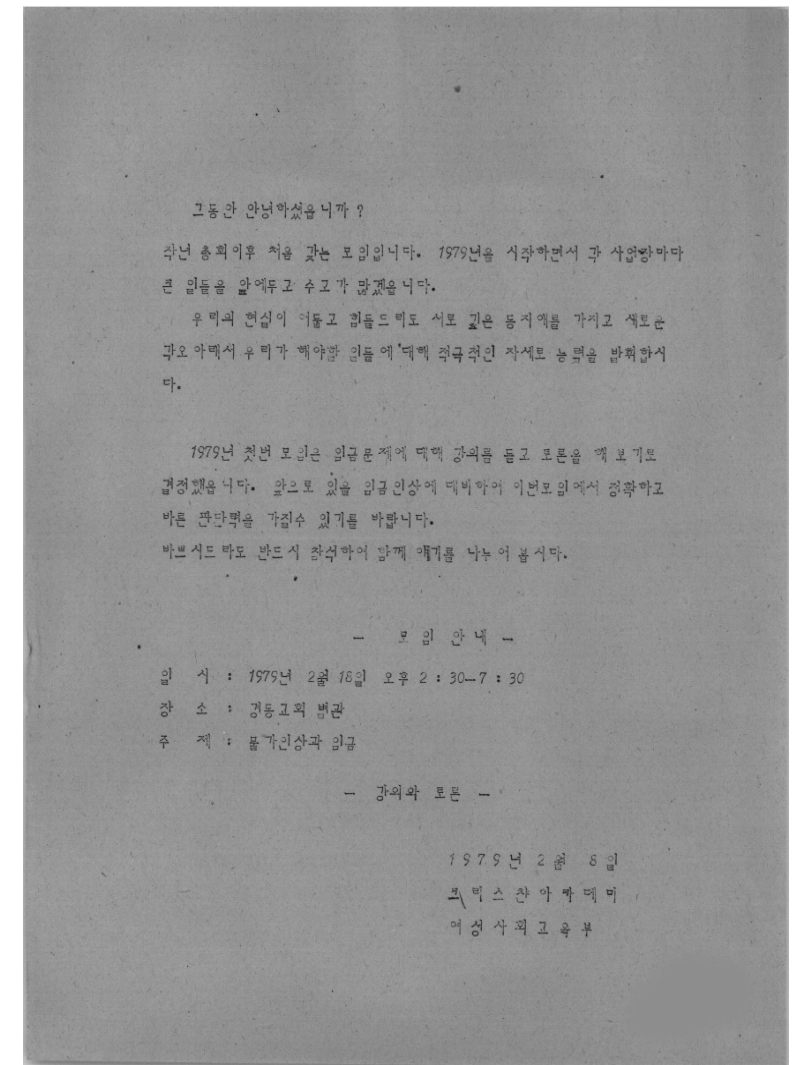 그동안 안녕하셨읍니까 ?
작년 총회이후 처음 갖는 모임입니다. 1979년을 시작하면서 각 사업장마다
큰 일들을 앞에두고 수고가 많겠읍니다.
우리의 현실이 어둡고 힘들드라도 서로 깊은 동지애를 가지고 새로운
각오아래서 우리가 해야할 일들에 대해 적극적인 자세로 능력을 발휘합시
다.
1979년 첫번 모임은 임금문제에 대해 강의를 듣고 토론을 해 보기로
결정했읍니다. 앞으로 있을 임금인상에 대비하여 이번모임에서 정확하고
바른 판단력을 가질수 있기를 바랍니다.
바쁘시드라도 반드시 참석하여 함께 얘기를 나누어 봅시다.
- 모임 안내 -
일 시 : 1979년 2월 18일 오후 2 : 30-7 : 30
장 소 : 경동교회 별관
주 제 : 물가인상과 임금
- 강의와 토론 -
1979년 2월 8일
크리스챤아카데미
여성사회교육부